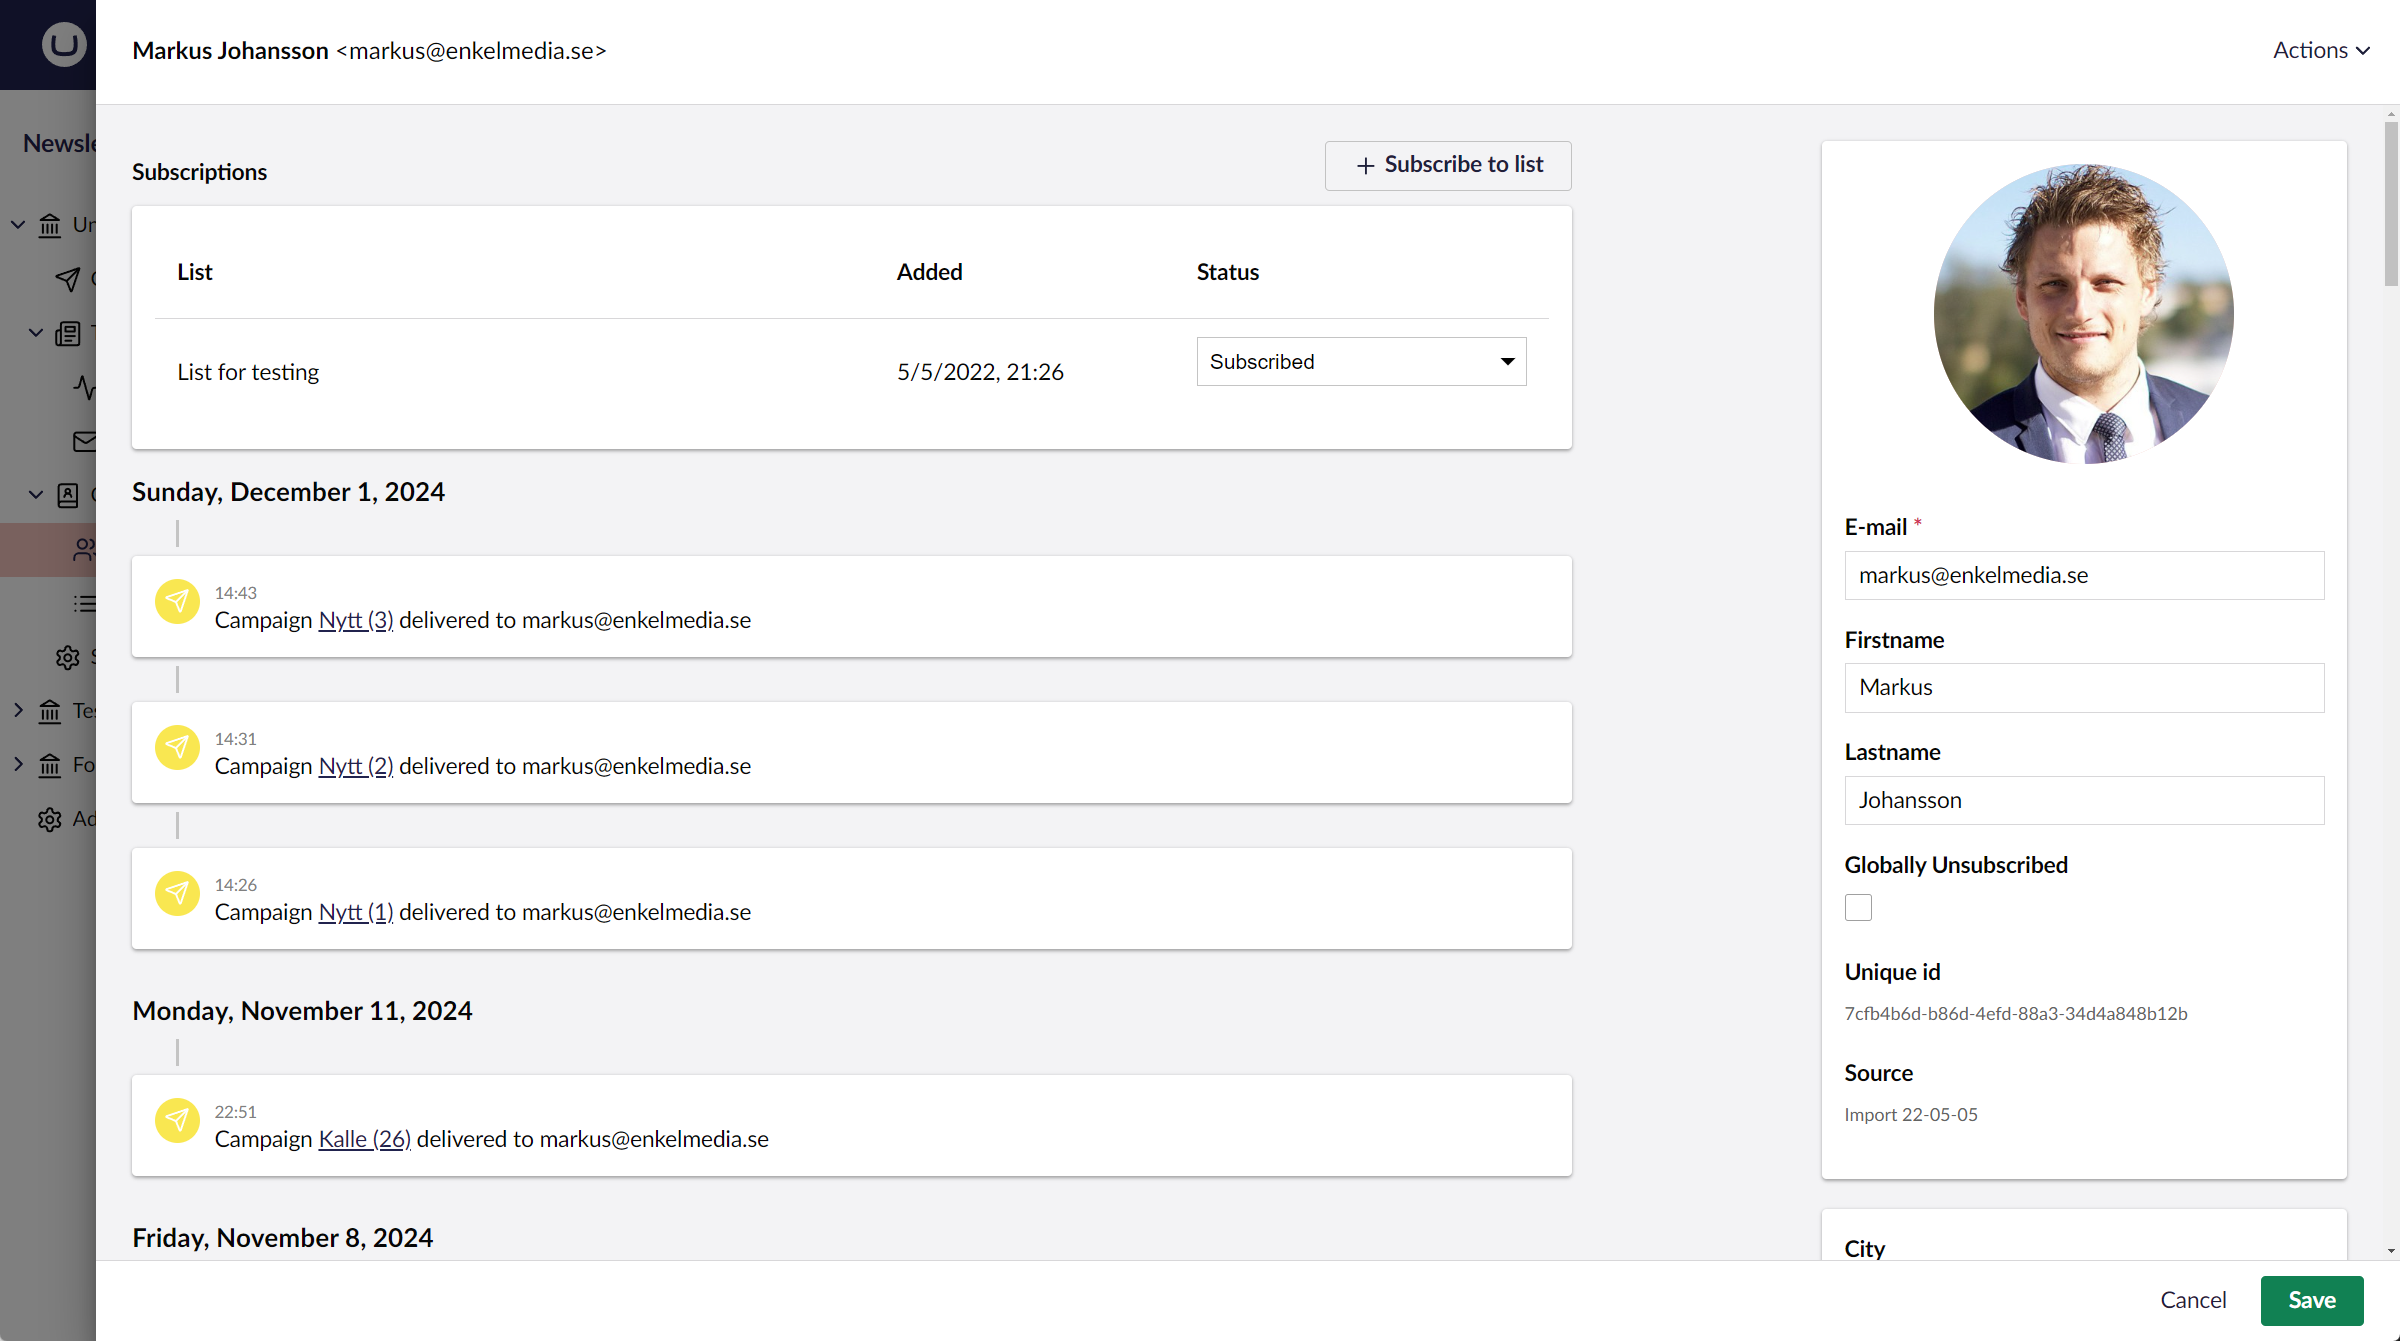 Markus Johansson <markus@enkelmedia.se>
Actions
Subscriptions
Subscribe to list
List Added Status
List for testing 5/5/2022, 21:26 Subscribed
Sunday, December 1, 2024
14:43
Campaign Nytt (3) delivered to markus@enkelmedia.se
14:31
Campaign Nytt (2) delivered to markus@enkelmedia.se
14:26
Campaign Nytt (1) delivered to markus@enkelmedia.se
Monday, November 11, 2024
22:51
Campaign Kalle (26) delivered to markus@enkelmedia.se
Friday, November 8, 2024
E-mail *
markus@enkelmedia.se
Firstname
Markus
Lastname
Johansson
Globally Unsubscribed
Unique id
7cfb4b6d-b86d-4efd-88a3-34d4a848b12b
Source
Import 22-05-05
City
Cancel
Save